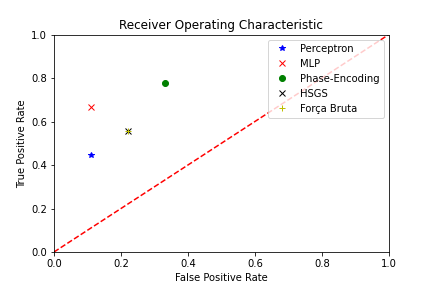 Receiver Operating Characteristic
1.0
0.8
0.6
0.4
0.2
0.0
True Positive Rate
Perceptron
MLP
Phase-Encoding
HSGS
Força Bruta
0.0 0.2 0.4 0.6 0.8 1.0
False Positive Rate